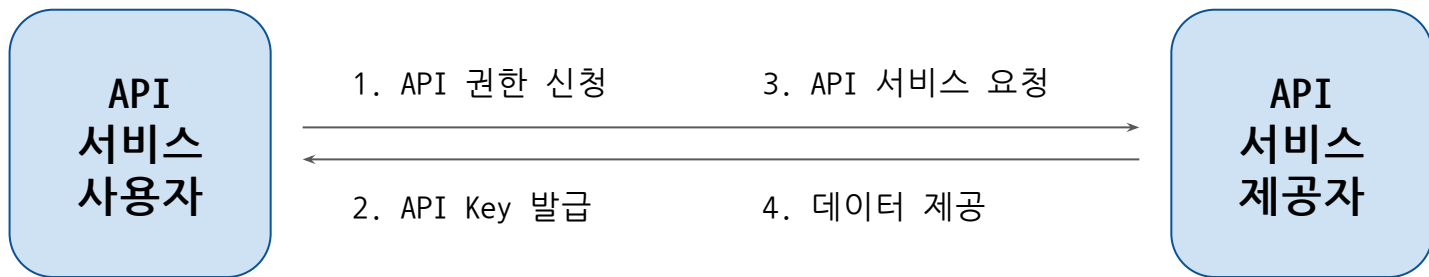 API
서비스
사용자
1. API 권한 신청
3. API 서비스 요청
2. API Key 발급
4. 데이터 제공
API
서비스
제공자